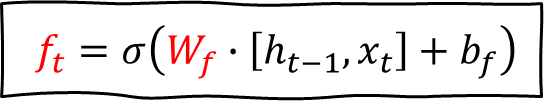 f_t = σ(W_f · [h_{t−1}, x_t] + b_f)